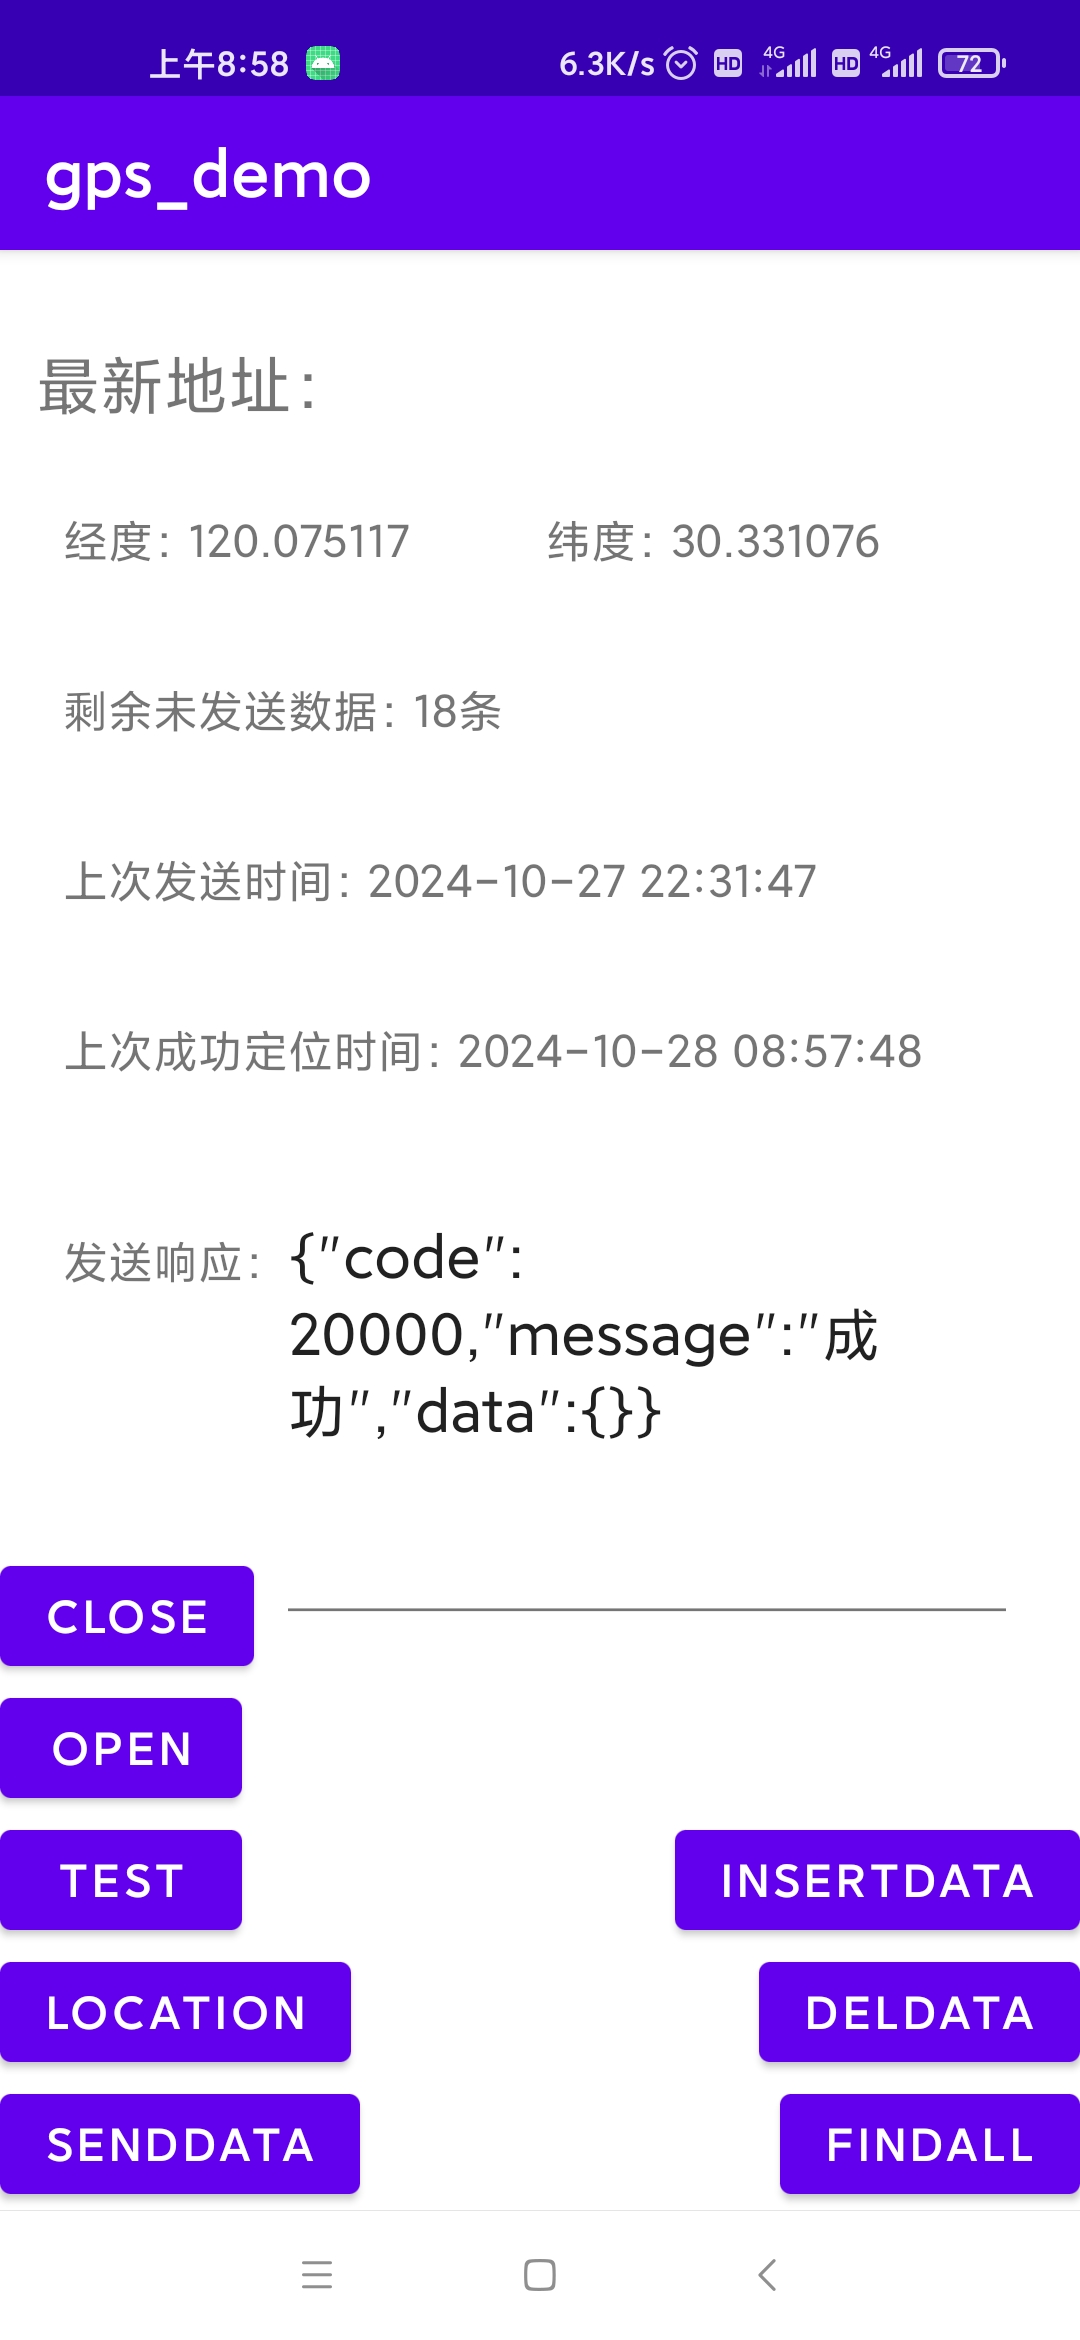 上午8:58 6.3K/s HD 4G HD 4G 72
gps_demo
最新地址:
经度: 120.075117 纬度: 30.331076
剩余未发送数据: 18条
上次发送时间: 2024-10-27 22:31:47
上次成功定位时间: 2024-10-28 08:57:48
发送响应: {"code":
20000,"message":"成
功","data":{}}
CLOSE
OPEN
TEST INSERTDATA
LOCATION DELDATA
SENDDATA FINDALL